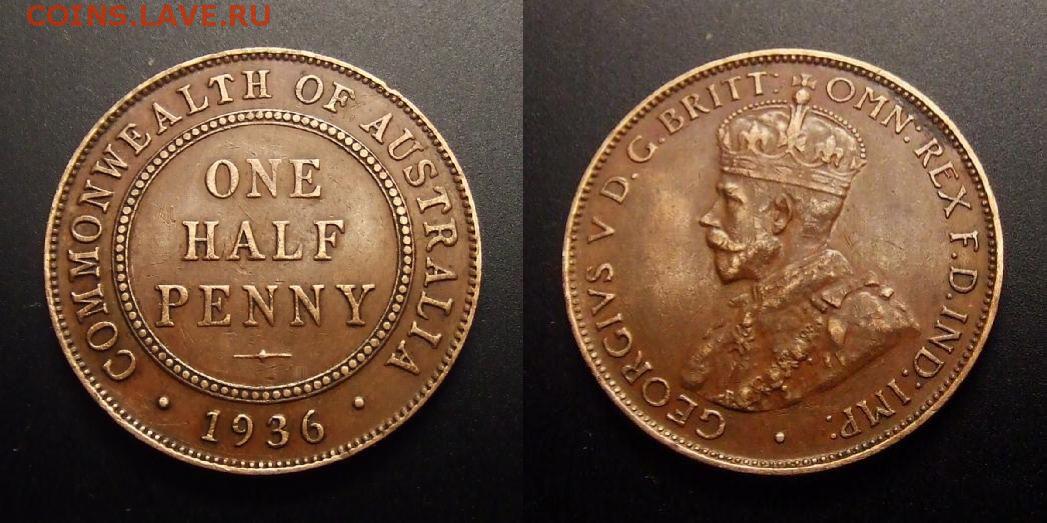 COINS.LAVE.RU
COMMONWEALTH OF AUSTRALIA
ONE
HALF
PENNY
1936
GEORGIVS V D. G. BRITT: OMN: REX F. D. IND: IMP: